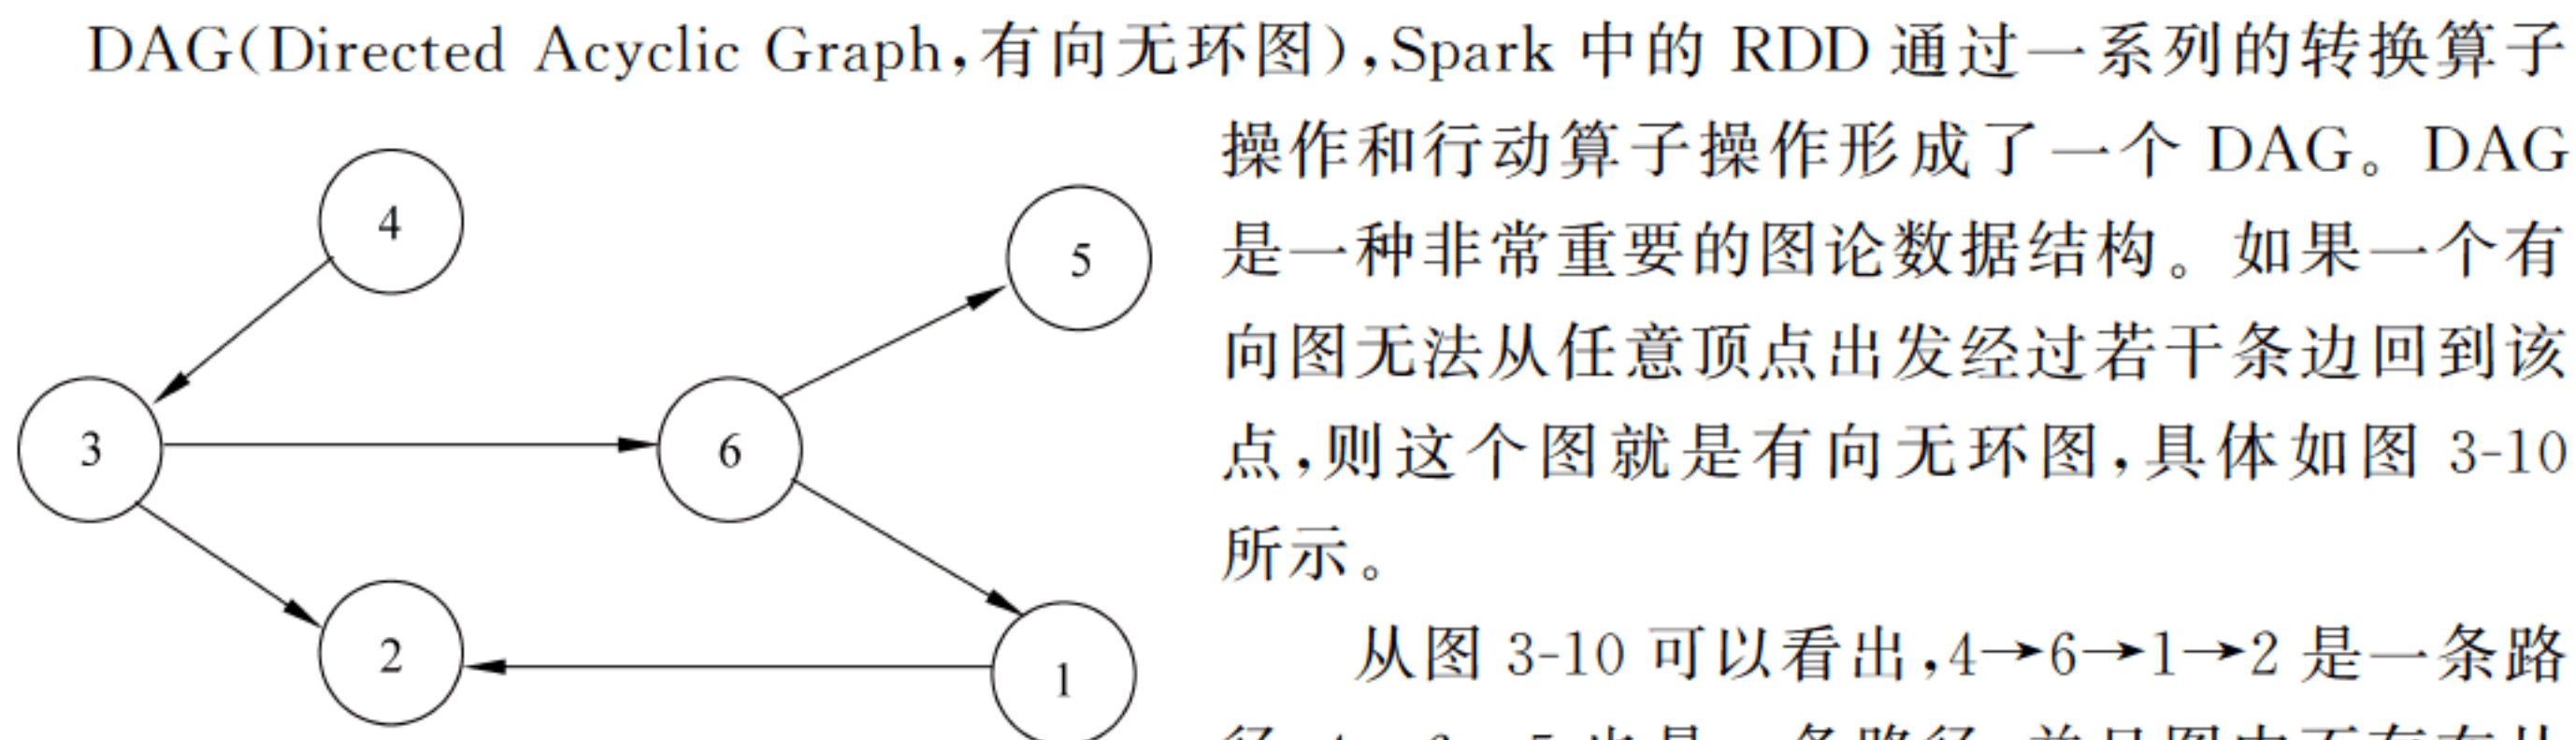 DAG(Directed Acyclic Graph,有向无环图),Spark 中的 RDD 通过一系列的转换算子
操作和行动算子操作形成了一个 DAG。DAG
是一种非常重要的图论数据结构。如果一个有
向图无法从任意顶点出发经过若干条边回到该
点,则这个图就是有向无环图,具体如图 3-10
所示。
从图 3-10 可以看出,4→6→1→2 是一条路
4
5
3
6
2
1